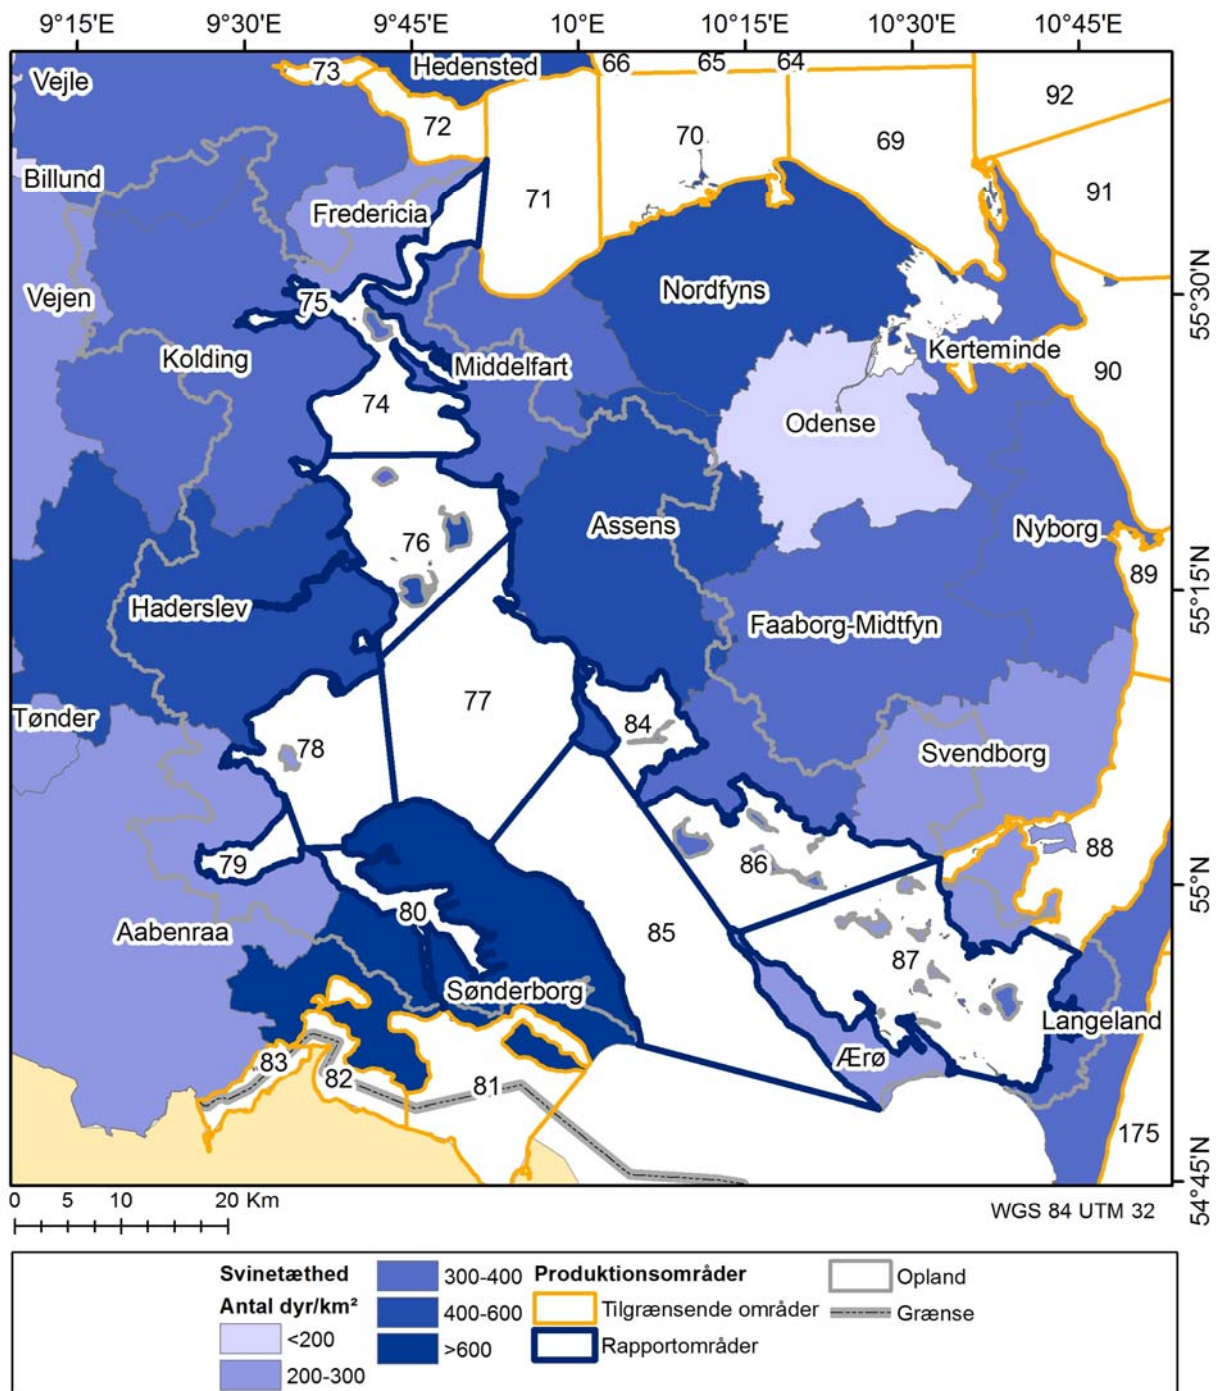 9°15'E 9°30'E 9°45'E 10°E 10°15'E 10°30'E 10°45'E
73 Hedensted 66 65 64
Vejle
92
72 70 69
Billund
71 91
Fredericia
Vejen 75 Nordfyns 55°30'N
Kolding Middelfart Kerteminde
90
74
Odense
Assens Nyborg
76
89
Haderslev Faaborg-Midtfyn 55°15'N
77
Tønder 78 84 Svendborg
79 86 88
55°N
80
Aabenraa 85 87
Sønderborg Langeland
Ærø
83 82 81
175
54°45'N
0 5 10 20 Km
WGS 84 UTM 32
Svinetæthed
Antal dyr/km²
<200
200-300
300-400
400-600
>600
Produktionsområder
Tilgrænsende områder
Rapportområder
Opland
Grænse